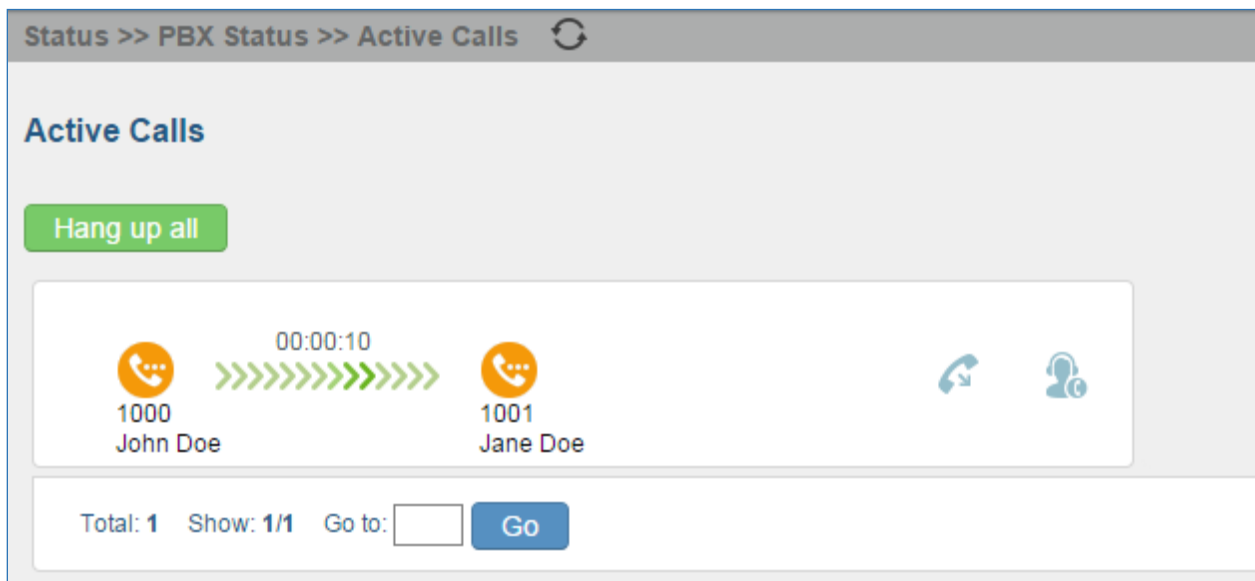 Status >> PBX Status >> Active Calls
Active Calls
Hang up all
00:00:10
1000 1001
John Doe Jane Doe
Total: 1 Show: 1/1 Go to: Go